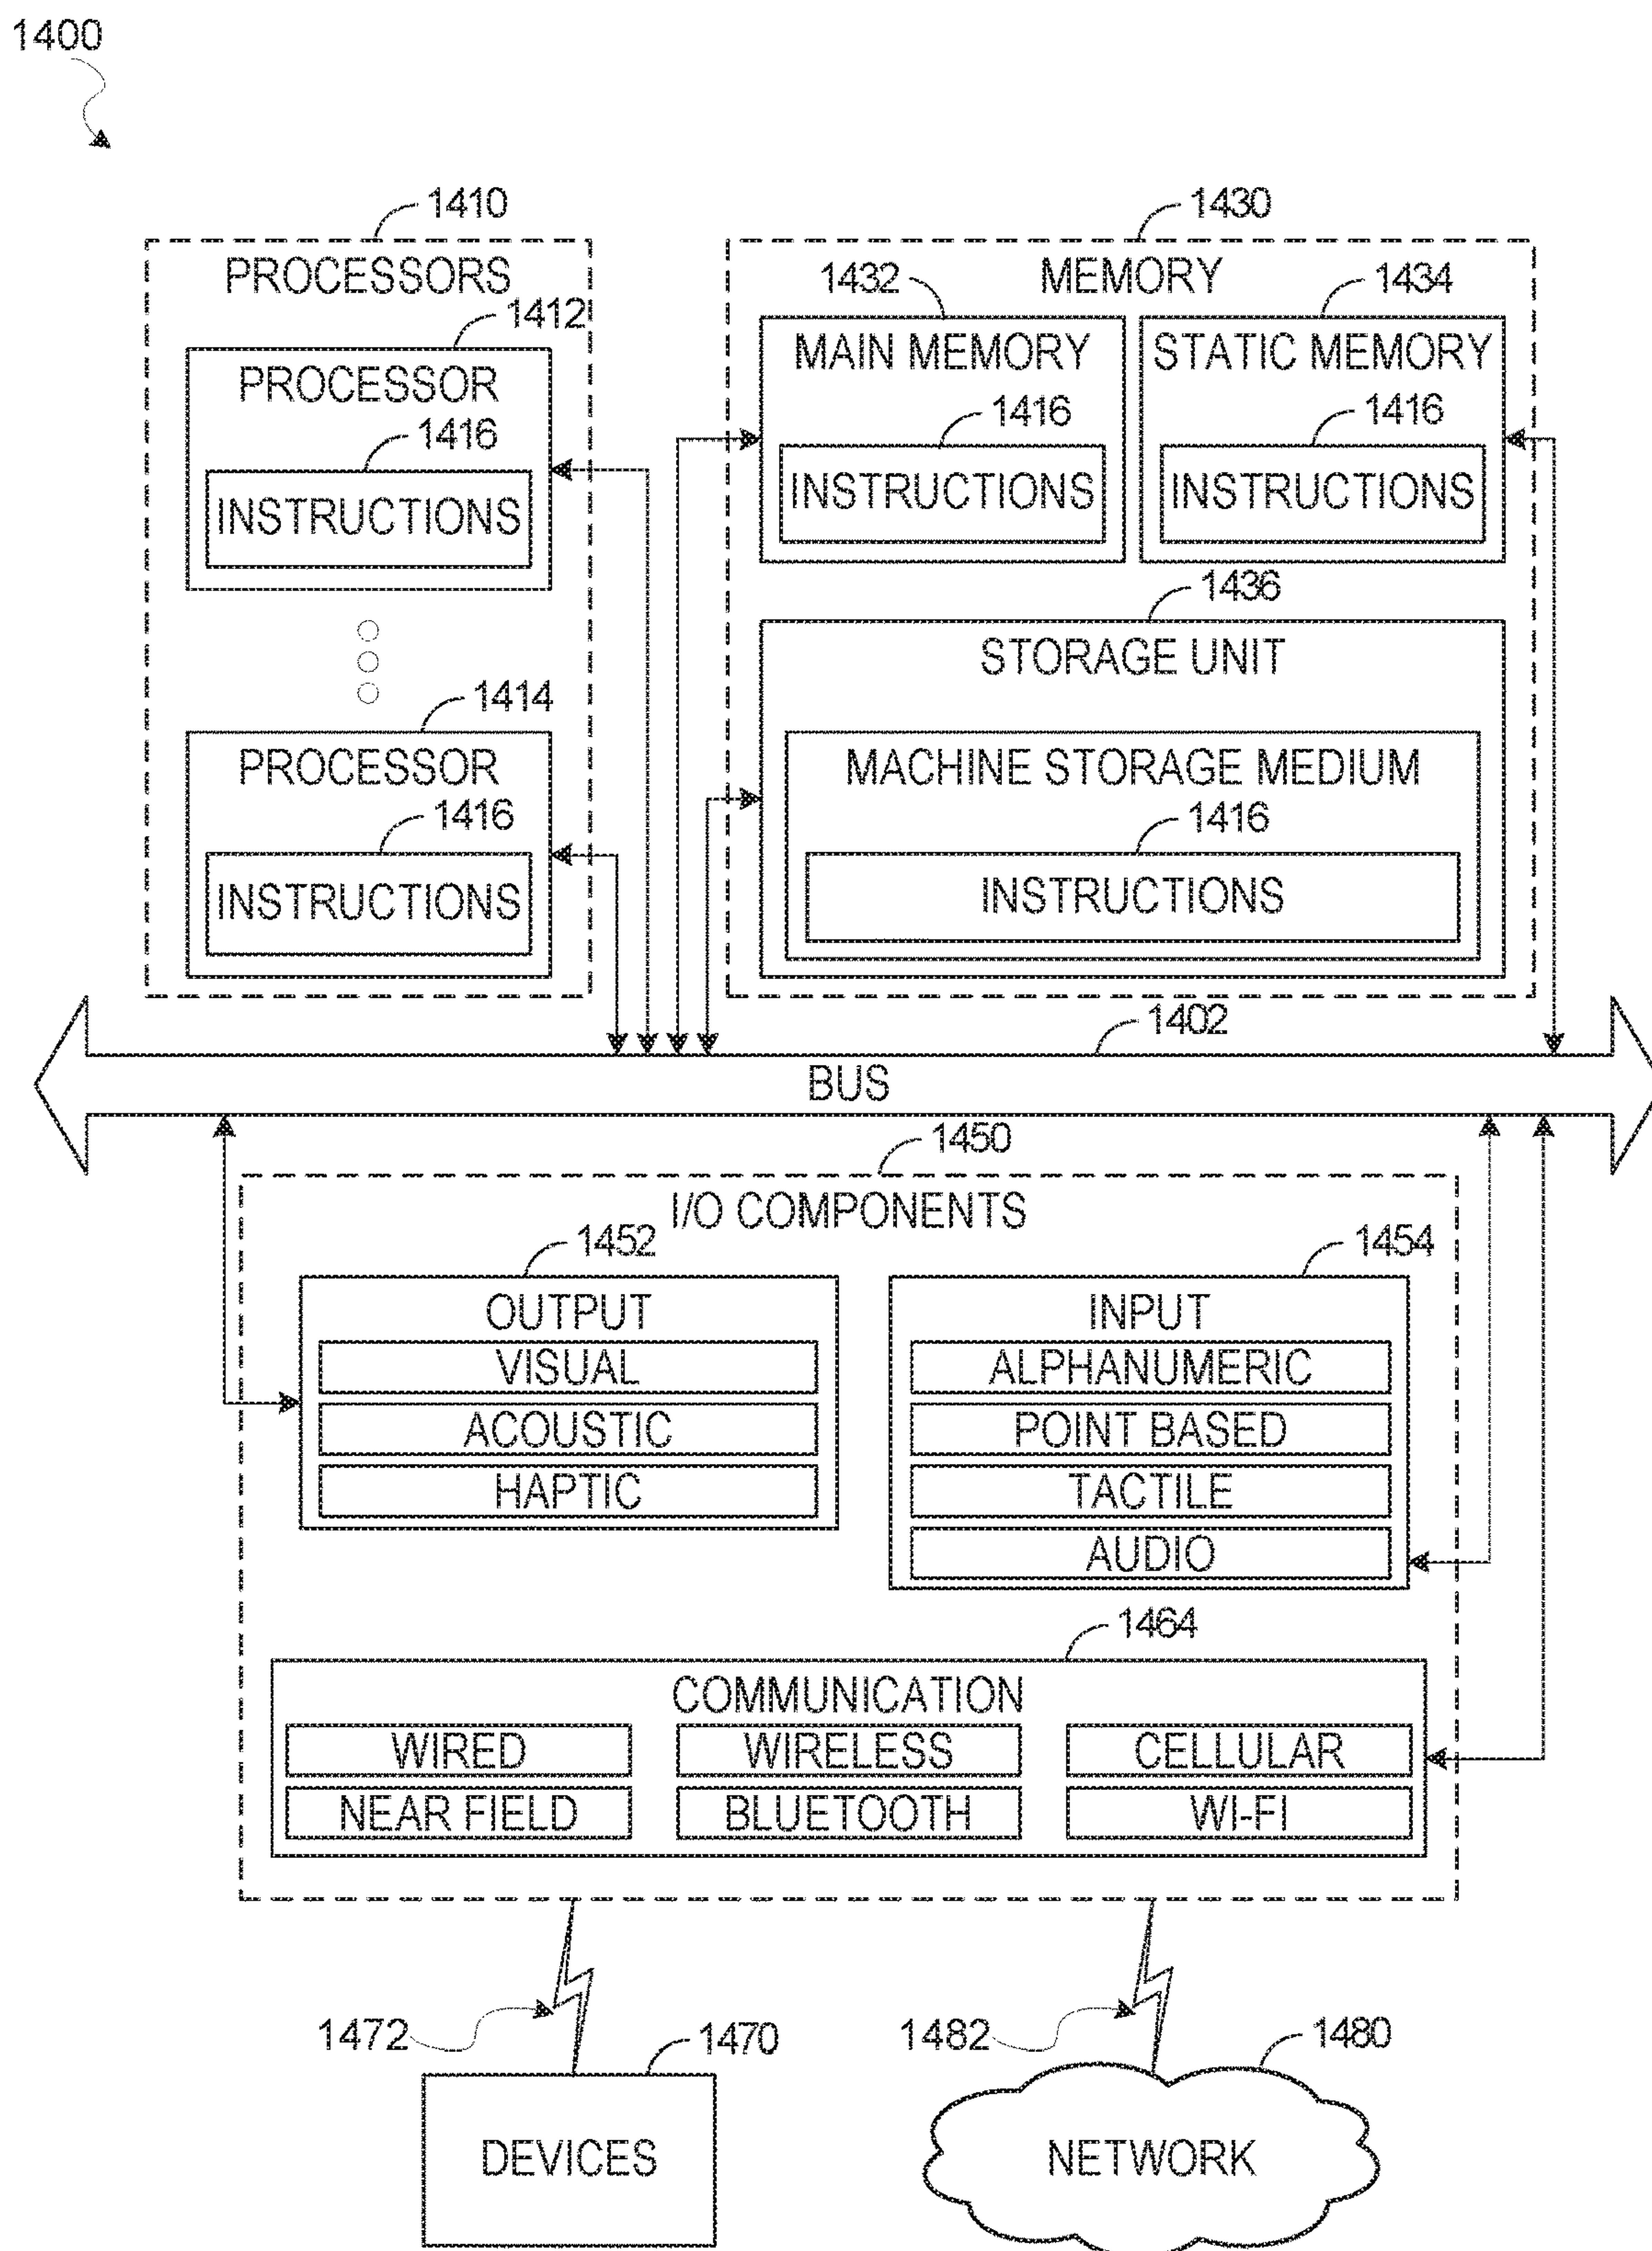 1400
1410
PROCESSORS
1412
PROCESSOR
1416
INSTRUCTIONS
1414
PROCESSOR
1416
INSTRUCTIONS
1430
MEMORY
1432
MAIN MEMORY
1416
INSTRUCTIONS
1434
STATIC MEMORY
1416
INSTRUCTIONS
1436
STORAGE UNIT
MACHINE STORAGE MEDIUM
1416
INSTRUCTIONS
1402
BUS
1450
I/O COMPONENTS
1452
OUTPUT
VISUAL
ACOUSTIC
HAPTIC
1454
INPUT
ALPHANUMERIC
POINT BASED
TACTILE
AUDIO
1464
COMMUNICATION
WIRED
WIRELESS
CELLULAR
NEAR FIELD
BLUETOOTH
WI-FI
1472
1470
DEVICES
1482
1480
NETWORK